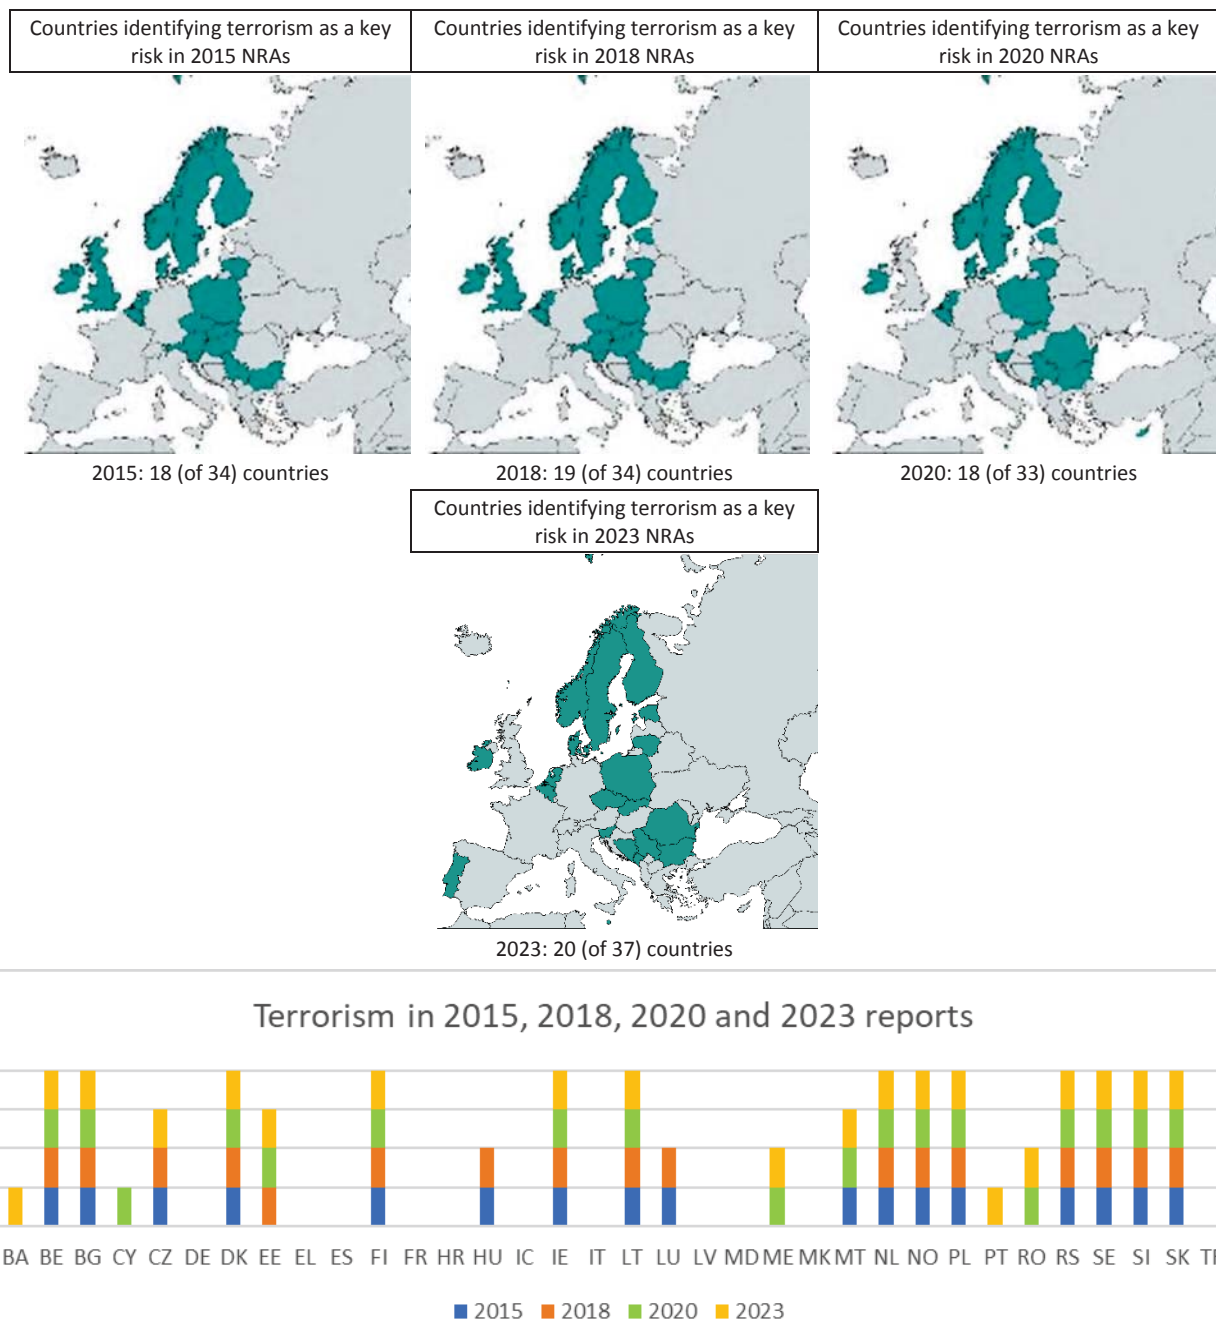 Countries identifying terrorism as a key
risk in 2015 NRAs
Countries identifying terrorism as a key
risk in 2018 NRAs
Countries identifying terrorism as a key
risk in 2020 NRAs
2015: 18 (of 34) countries
2018: 19 (of 34) countries
2020: 18 (of 33) countries
Countries identifying terrorism as a key
risk in 2023 NRAs
2023: 20 (of 37) countries
Terrorism in 2015, 2018, 2020 and 2023 reports
BA BE BG CY CZ DE DK EE EL ES FI FR HR HU IC IE IT LT LU LV MD ME MK MT NL NO PL PT RO RS SE SI SK
2015 2018 2020 2023